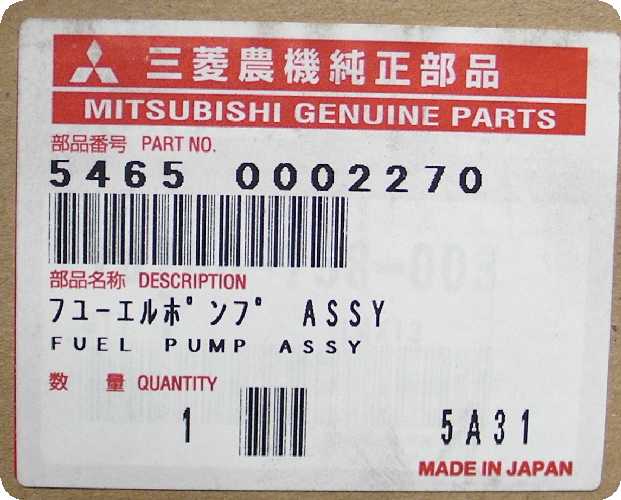 三菱農機純正部品
MITSUBISHI GENUINE PARTS
部品番号 PART NO.
5465 0002270
部品名称 DESCRIPTION
フユーエルポンプ ASSY
FUEL PUMP ASSY
数 量 QUANTITY
1 5A31
MADE IN JAPAN